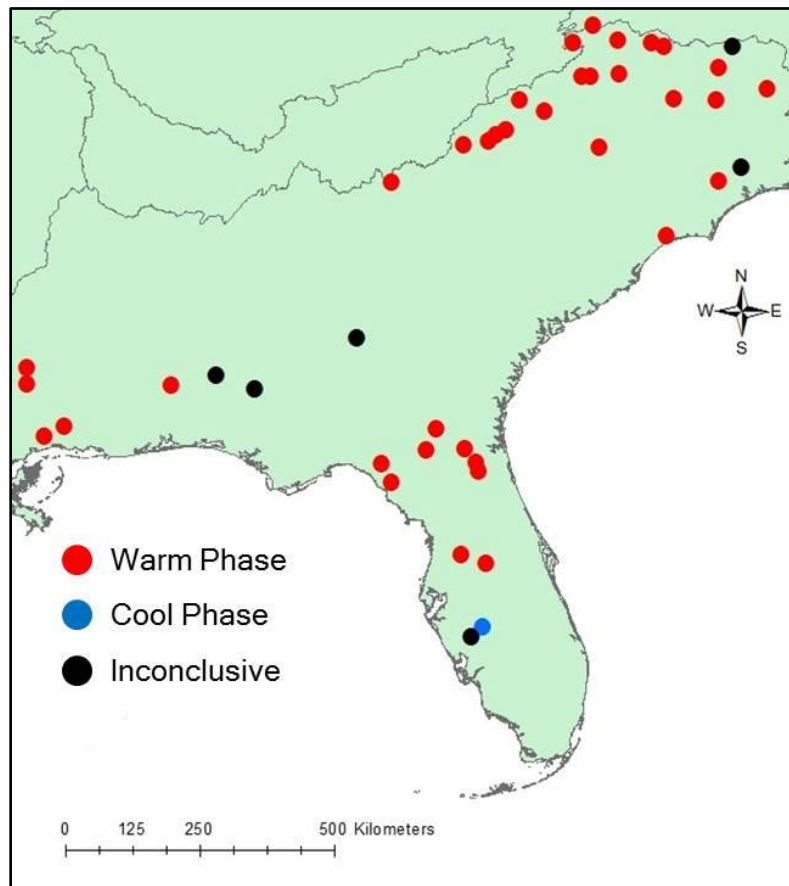 N
W E
S
Warm Phase
Cool Phase
Inconclusive
0 125 250 500 Kilometers